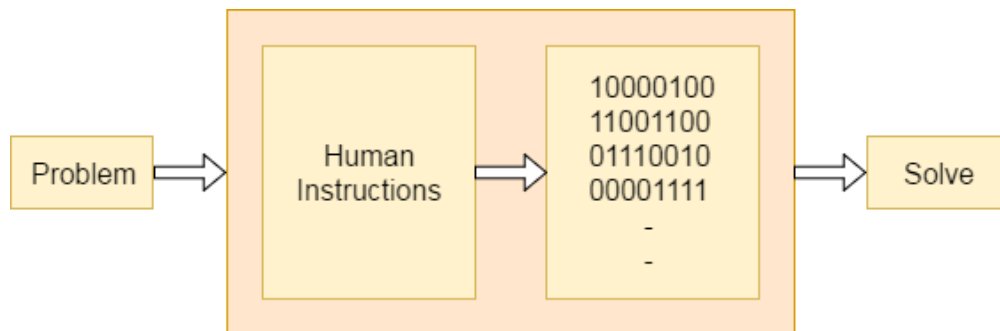 Problem
Human
Instructions
10000100
11001100
01110010
00001111
-
-
Solve